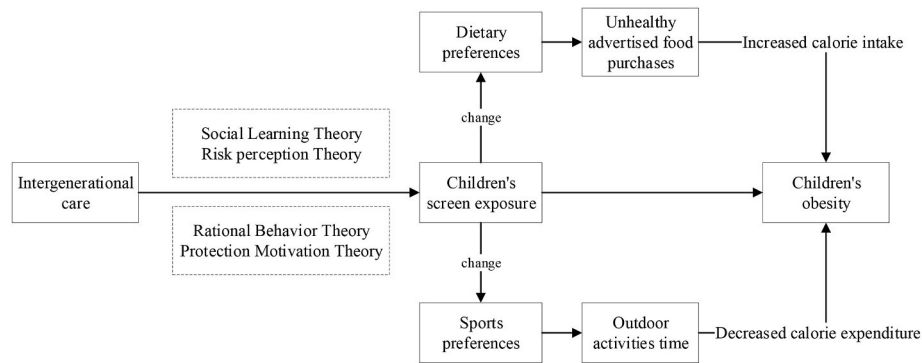 Dietary
preferences
Unhealthy
advertised food
purchases
Increased calorie intake
change
Social Learning Theory
Risk perception Theory
Intergenerational
care
Children's
screen exposure
Children's
obesity
Rational Behavior Theory
Protection Motivation Theory
change
Sports
preferences
Outdoor
activities time
Decreased calorie expenditure